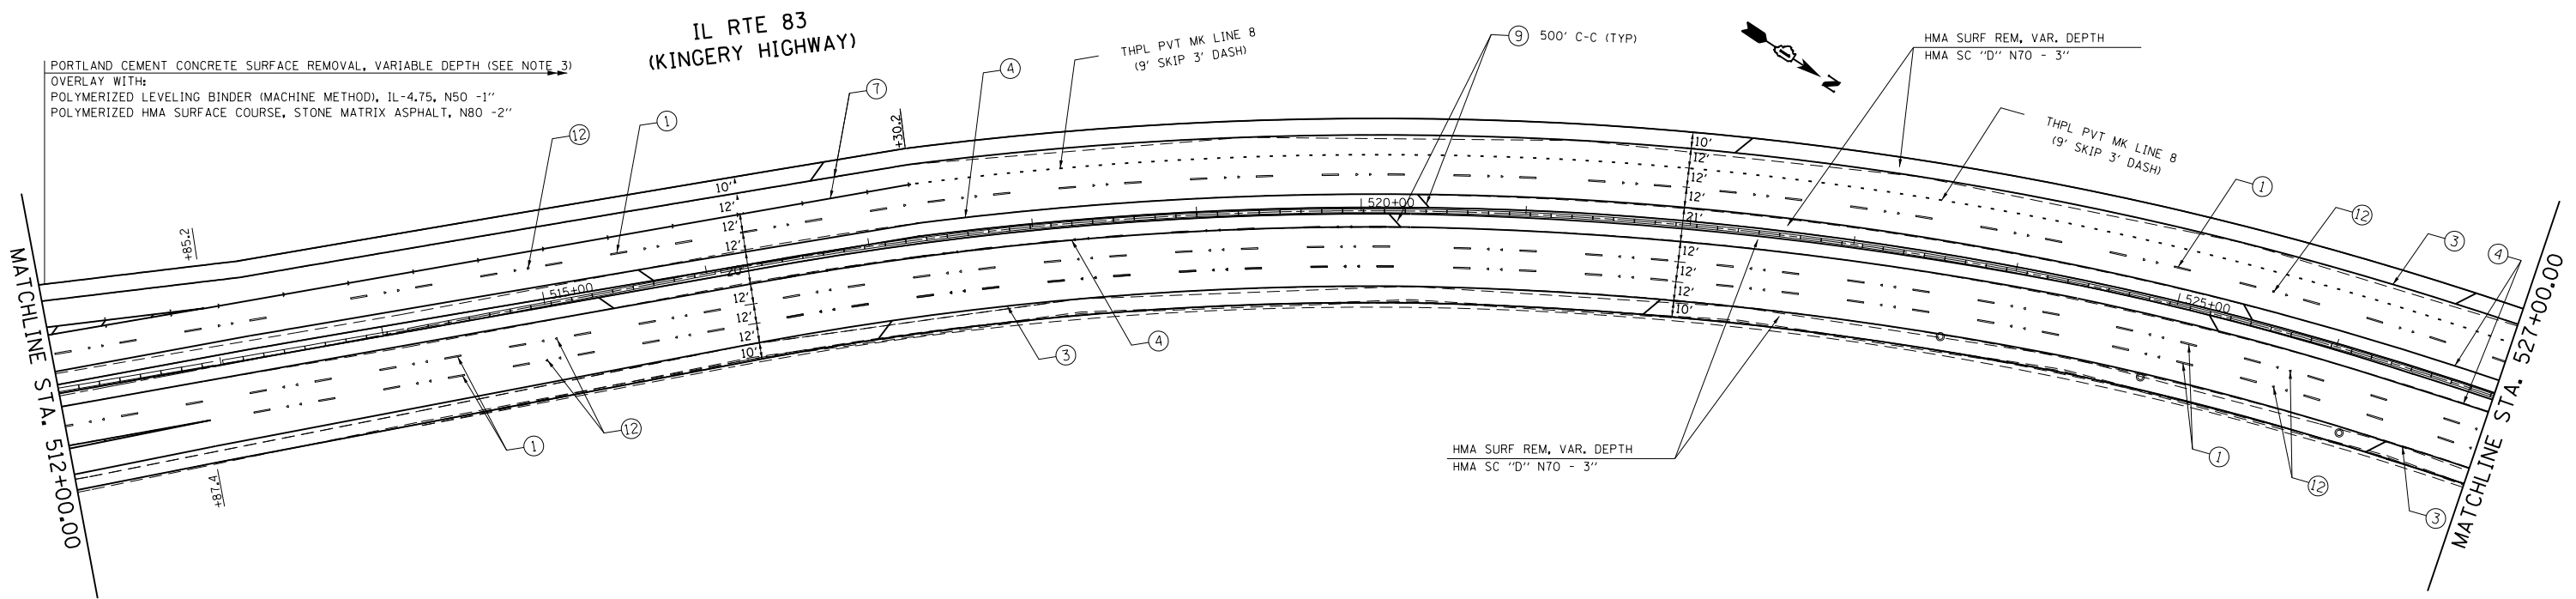 IL RTE 83
(KINGERY HIGHWAY)
PORTLAND CEMENT CONCRETE SURFACE REMOVAL, VARIABLE DEPTH (SEE NOTE 3)
OVERLAY WITH:
POLYMERIZED LEVELING BINDER (MACHINE METHOD), IL-4.75, N50 -1"
POLYMERIZED HMA SURFACE COURSE, STONE MATRIX ASPHALT, N80 -2"
12
1
7
+30.2
4
THPL PVT MK LINE 8
(9' SKIP 3' DASH)
9 500' C-C (TYP)
N
HMA SURF REM, VAR. DEPTH
HMA SC "D" N70 - 3"
THPL PVT MK LINE 8
(9' SKIP 3' DASH)
1
12
3
4
+85.2
10'
12'
12'
12'
20'
12'
12'
12'
10'
515+00
520+00
10'
12'
12'
12'
21'
12'
12'
12'
10'
525+00
MATCHLINE STA. 512+00.00
MATCHLINE STA. 527+00.00
+87.4
1
12
3
4
HMA SURF REM, VAR. DEPTH
HMA SC "D" N70 - 3"
1
12
3